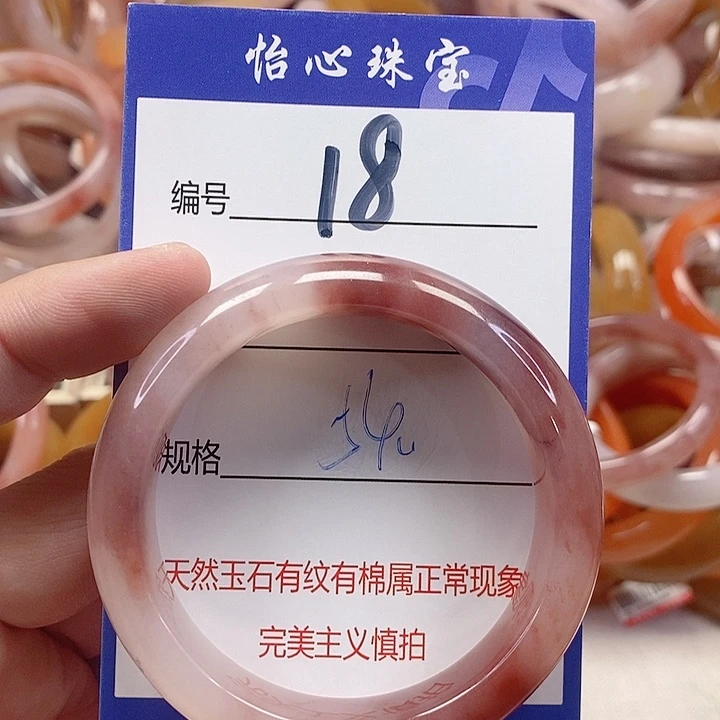 怡心珠宝
编号 18
规格
天然玉石有纹有棉属正常现象
完美主义慎拍